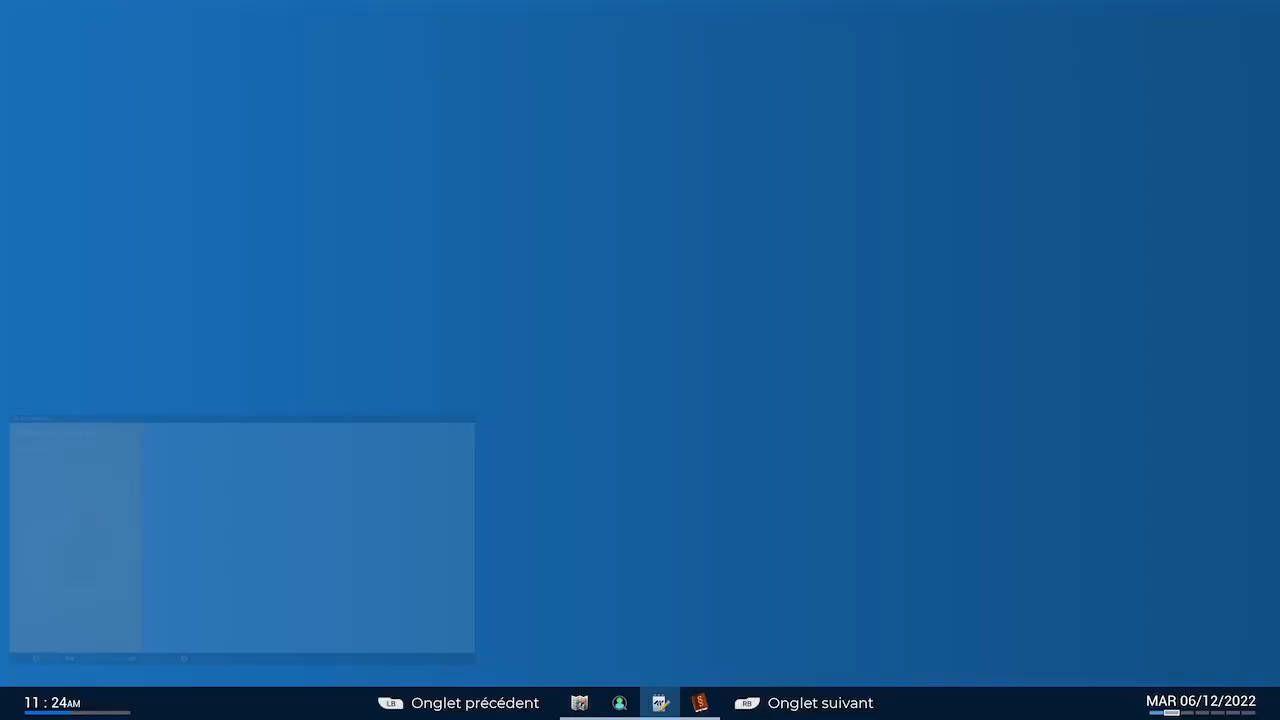 11 : 24AM
LB Onglet précédent
RB Onglet suivant
MAR 06/12/2022